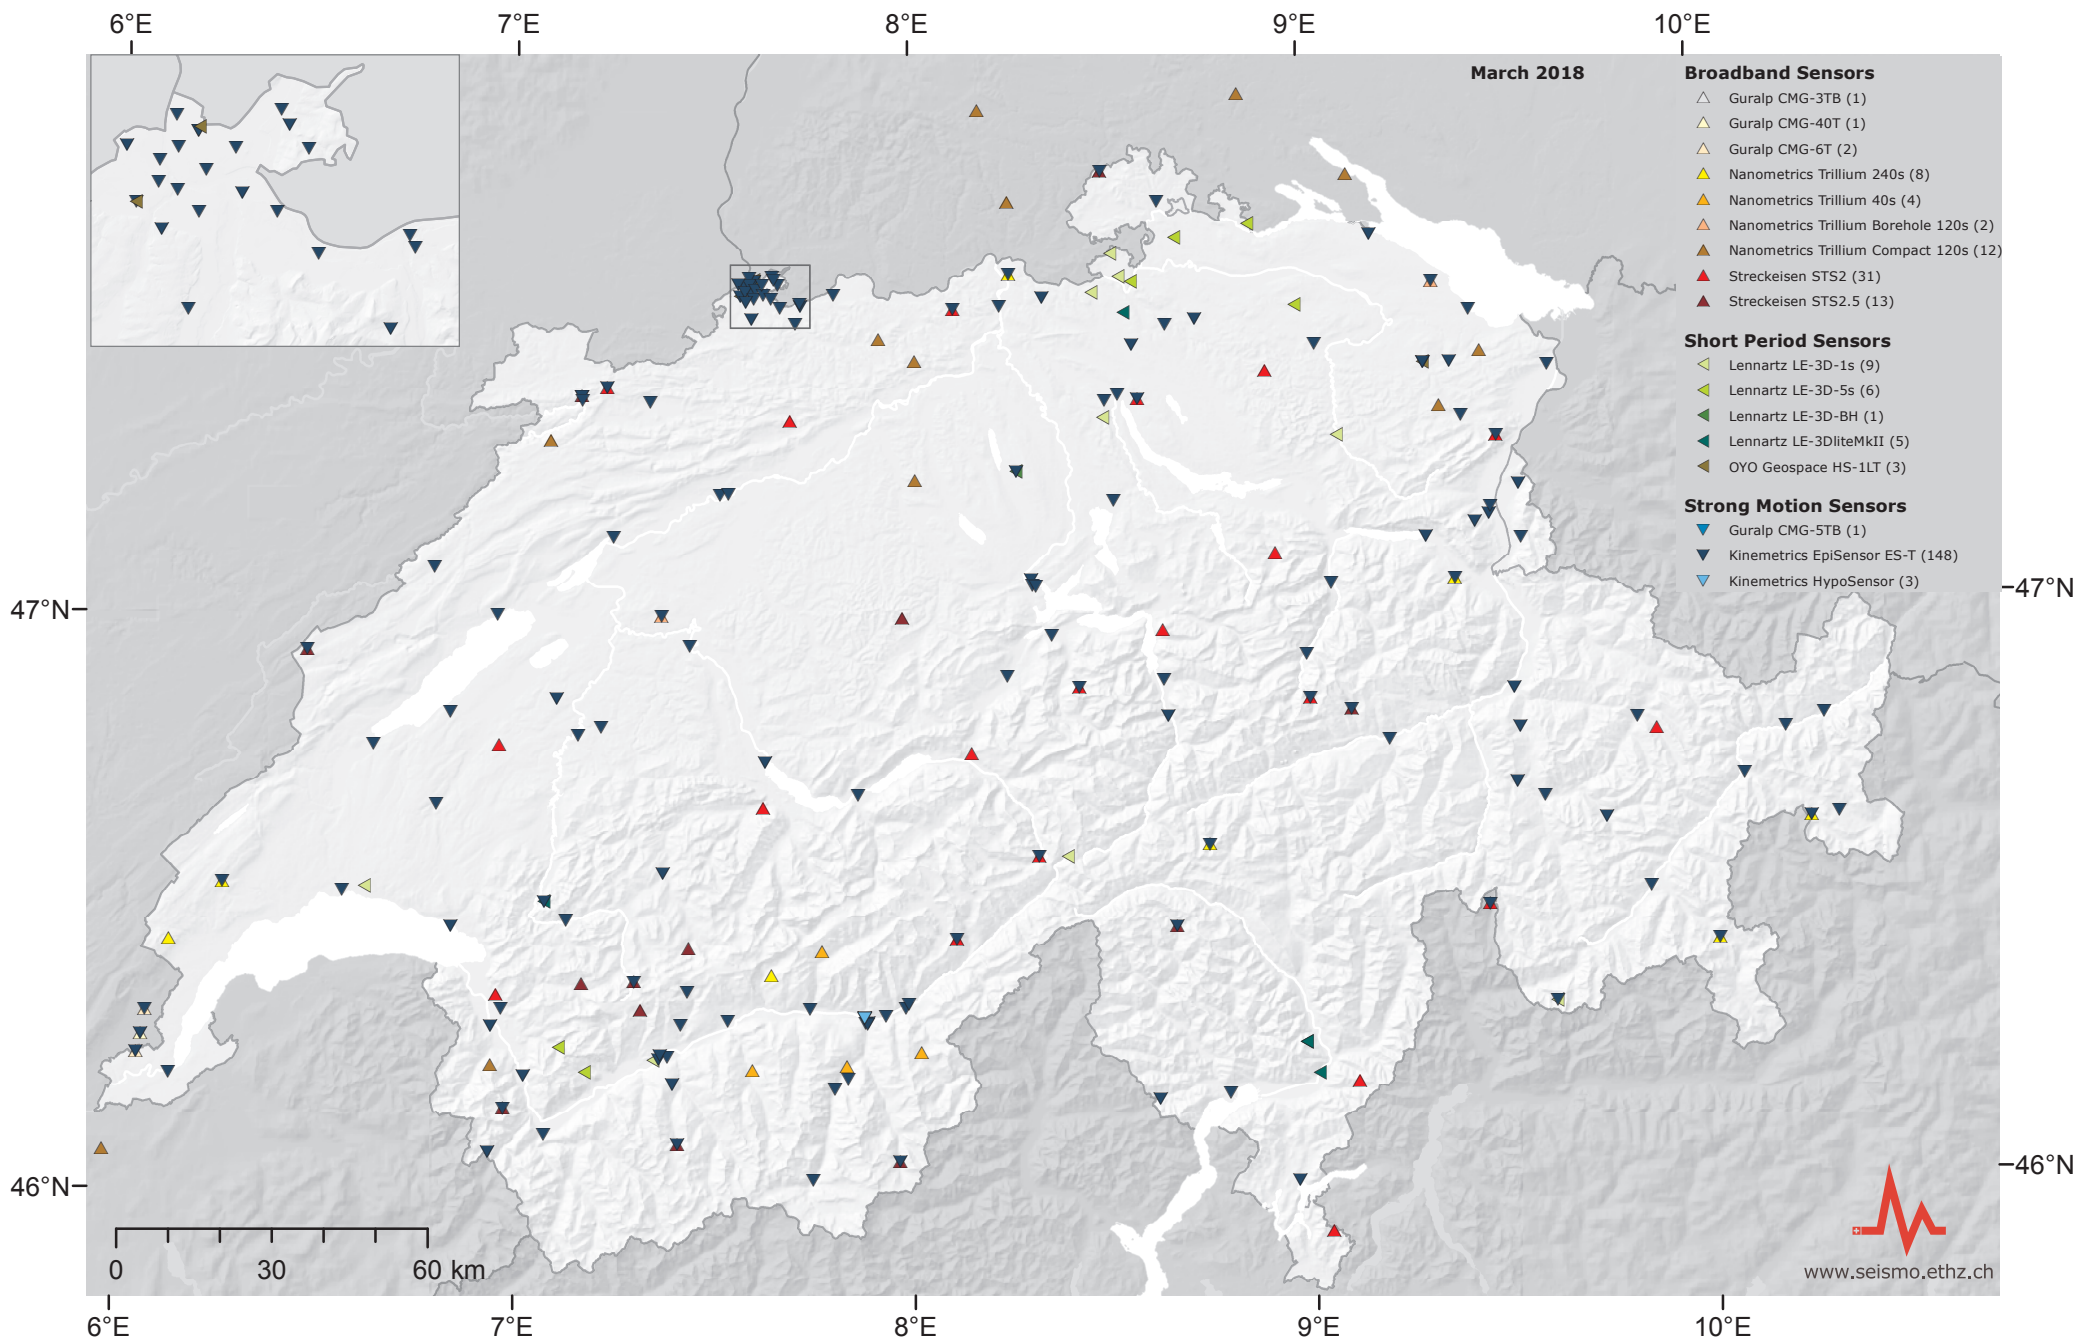 6°E 7°E 8°E 9°E 10°E
March 2018
Broadband Sensors
Guralp CMG-3TB (1)
Guralp CMG-40T (1)
Guralp CMG-6T (2)
Nanometrics Trillium 240s (8)
Nanometrics Trillium 40s (4)
Nanometrics Trillium Borehole 120s (2)
Nanometrics Trillium Compact 120s (12)
Streckeisen STS2 (31)
Streckeisen STS2.5 (13)
Short Period Sensors
Lennartz LE-3D-1s (9)
Lennartz LE-3D-5s (6)
Lennartz LE-3D-BH (1)
Lennartz LE-3DliteMkII (5)
OYO Geospace HS-1LT (3)
Strong Motion Sensors
Guralp CMG-5TB (1)
Kinemetrics EpiSensor ES-T (148)
Kinemetrics HypoSensor (3)
47°N 47°N
46°N 46°N
0 30 60 km
www.seismo.ethz.ch
6°E 7°E 8°E 9°E 10°E